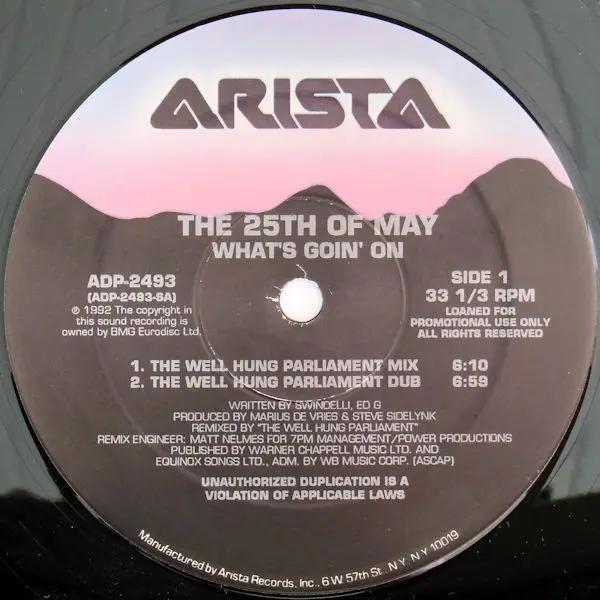 ARISTA
THE 25TH OF MAY
WHAT'S GOIN' ON
ADP-2493
(ADP-2493-SA)
℗ 1992 The copyright in
this sound recording is
owned by BMG Eurodisc Ltd.
SIDE 1
33 1/3 RPM
LOANED FOR
PROMOTIONAL USE ONLY
ALL RIGHTS RESERVED
1. THE WELL HUNG PARLIAMENT MIX 6:10
2. THE WELL HUNG PARLIAMENT DUB 6:59
WRITTEN BY SWINDELLI, ED G
PRODUCED BY MARIUS DE VRIES & STEVE SIDELYNK
REMIXED BY "THE WELL HUNG PARLIAMENT"
REMIX ENGINEER: MATT NELMES FOR 7PM MANAGEMENT/POWER PRODUCTIONS
PUBLISHED BY WARNER CHAPPELL MUSIC LTD. AND
EQUINOX SONGS LTD., ADM. BY WB MUSIC CORP. (ASCAP)
UNAUTHORIZED DUPLICATION IS A
VIOLATION OF APPLICABLE LAWS
Manufactured by Arista Records, Inc., 6 W. 57th St., N.Y., N.Y. 10019